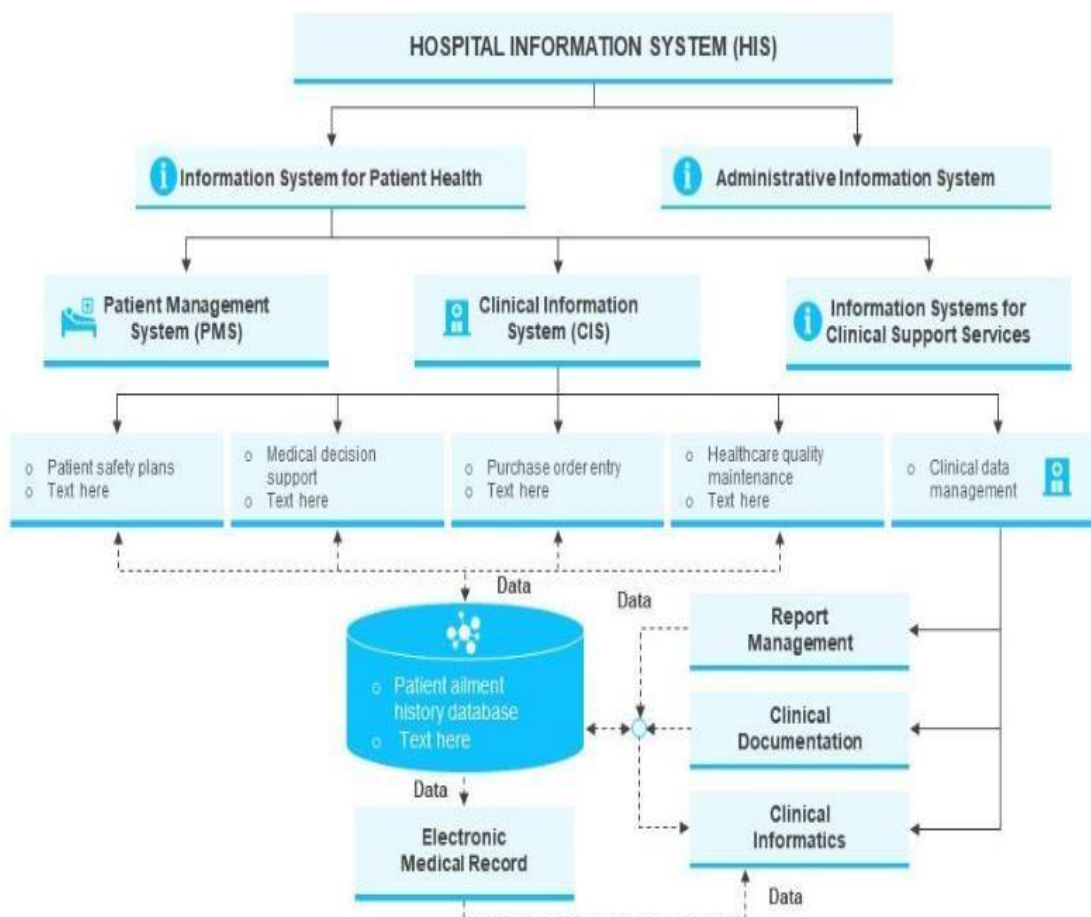 HOSPITAL INFORMATION SYSTEM (HIS)
Information System for Patient Health
Administrative Information System
Patient Management
System (PMS)
Clinical Information
System (CIS)
Information Systems for
Clinical Support Services
Patient safety plans
Text here
Medical decision
support
Text here
Purchase order entry
Text here
Healthcare quality
maintenance
Text here
Clinical data
management
Data
Data
Report
Management
Patient ailment
history database
Text here
Clinical
Documentation
Data
Electronic
Medical Record
Clinical
Informatics
Data